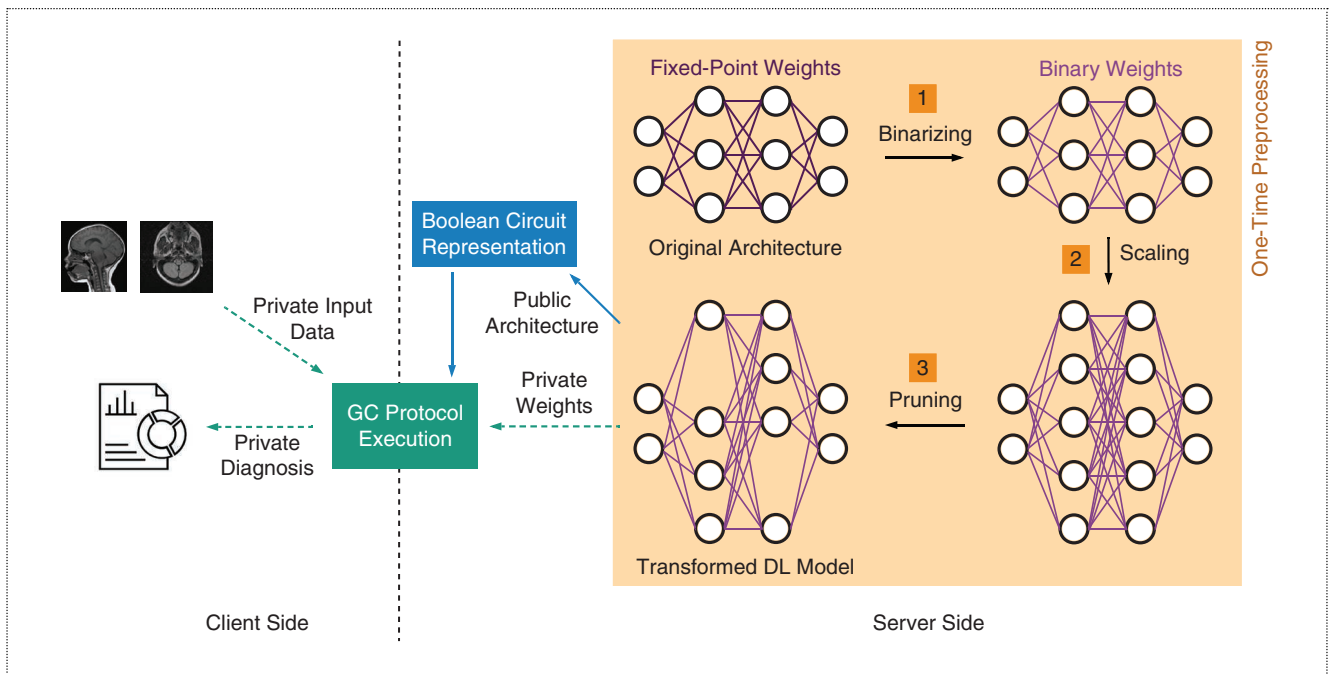 Fixed-Point Weights
1
Binarizing
Binary Weights
One-Time Preprocessing
Original Architecture
2
Scaling
Boolean Circuit
Representation
Private Input
Data
Public
Architecture
3
Pruning
GC Protocol
Execution
Private
Weights
Private
Diagnosis
Transformed DL Model
Client Side
Server Side